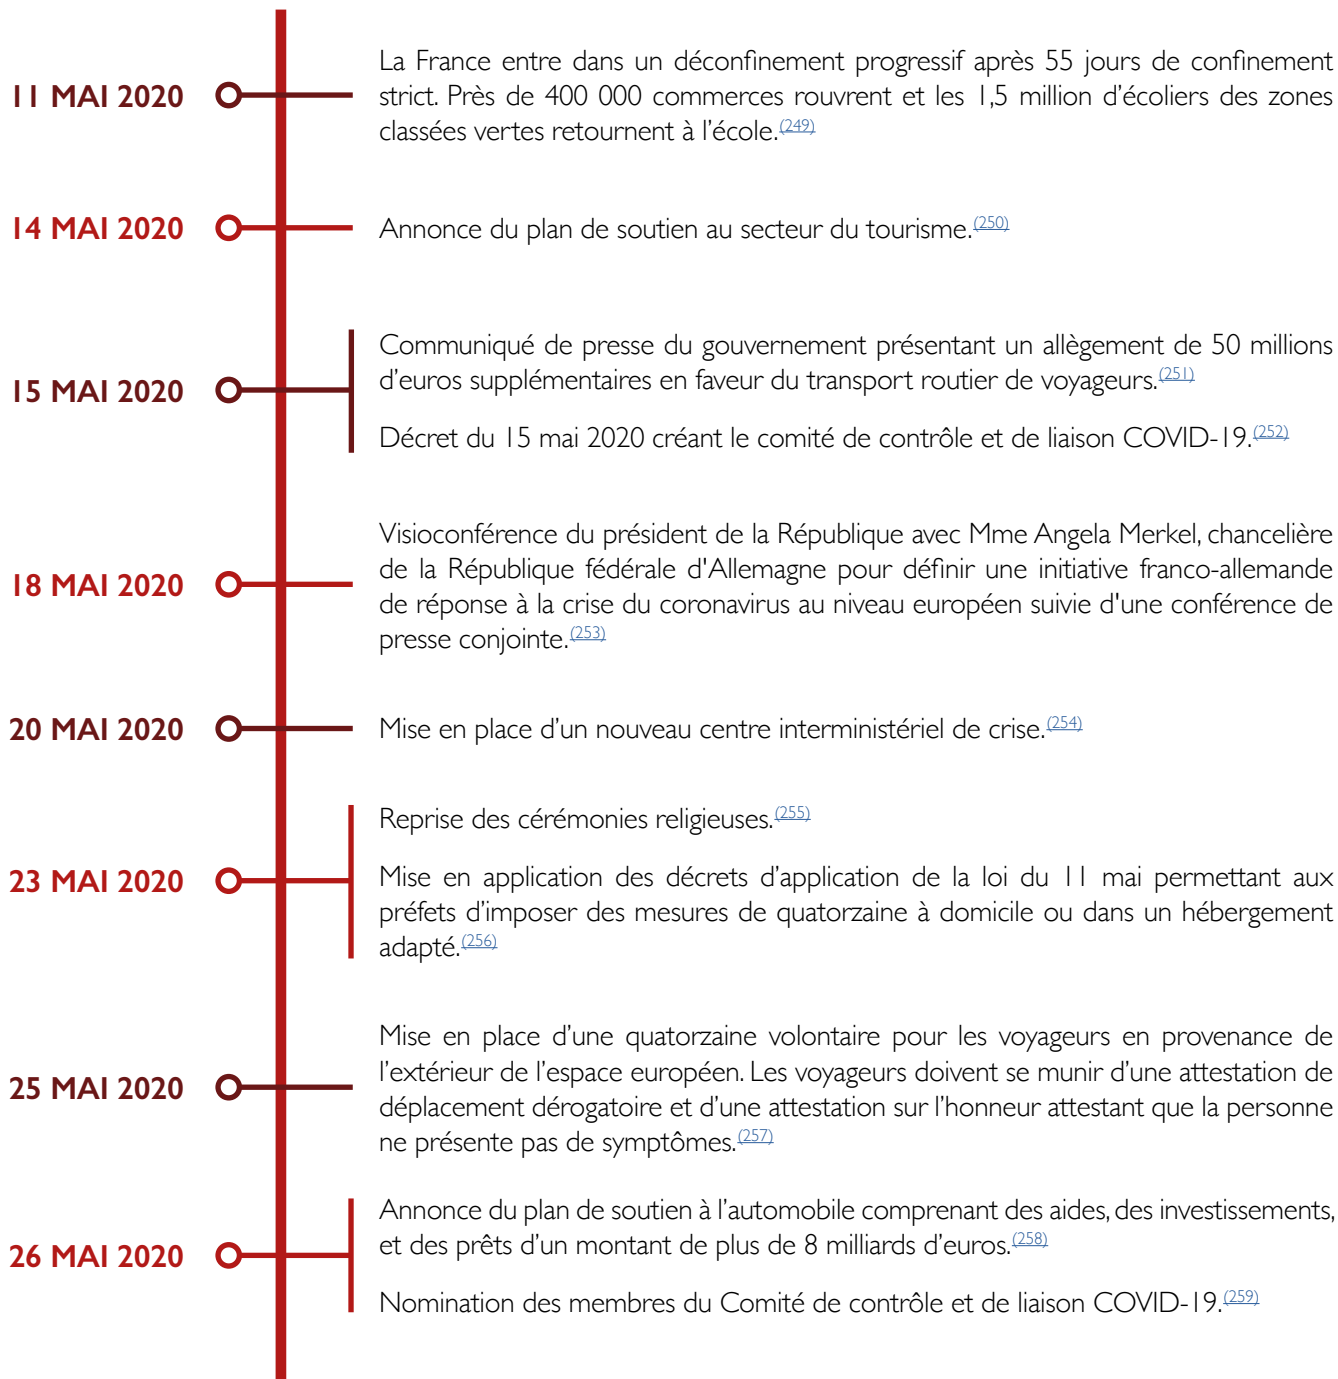 11 MAI 2020
La France entre dans un déconfinement progressif après 55 jours de confinement
strict. Près de 400 000 commerces rouvrent et les 1,5 million d’écoliers des zones
classées vertes retournent à l’école.(249)
14 MAI 2020
Annonce du plan de soutien au secteur du tourisme.(250)
15 MAI 2020
Communiqué de presse du gouvernement présentant un allègement de 50 millions
d’euros supplémentaires en faveur du transport routier de voyageurs.(251)
Décret du 15 mai 2020 créant le comité de contrôle et de liaison COVID-19.(252)
18 MAI 2020
Visioconférence du président de la République avec Mme Angela Merkel, chancelière
de la République fédérale d'Allemagne pour définir une initiative franco-allemande
de réponse à la crise du coronavirus au niveau européen suivie d'une conférence de
presse conjointe.(253)
20 MAI 2020
Mise en place d’un nouveau centre interministériel de crise.(254)
23 MAI 2020
Reprise des cérémonies religieuses.(255)
Mise en application des décrets d’application de la loi du 11 mai permettant aux
préfets d’imposer des mesures de quatorzaine à domicile ou dans un hébergement
adapté.(256)
25 MAI 2020
Mise en place d’une quatorzaine volontaire pour les voyageurs en provenance de
l’extérieur de l’espace européen. Les voyageurs doivent se munir d’une attestation de
déplacement dérogatoire et d’une attestation sur l’honneur attestant que la personne
ne présente pas de symptômes.(257)
26 MAI 2020
Annonce du plan de soutien à l’automobile comprenant des aides, des investissements,
et des prêts d’un montant de plus de 8 milliards d’euros.(258)
Nomination des membres du Comité de contrôle et de liaison COVID-19.(259)